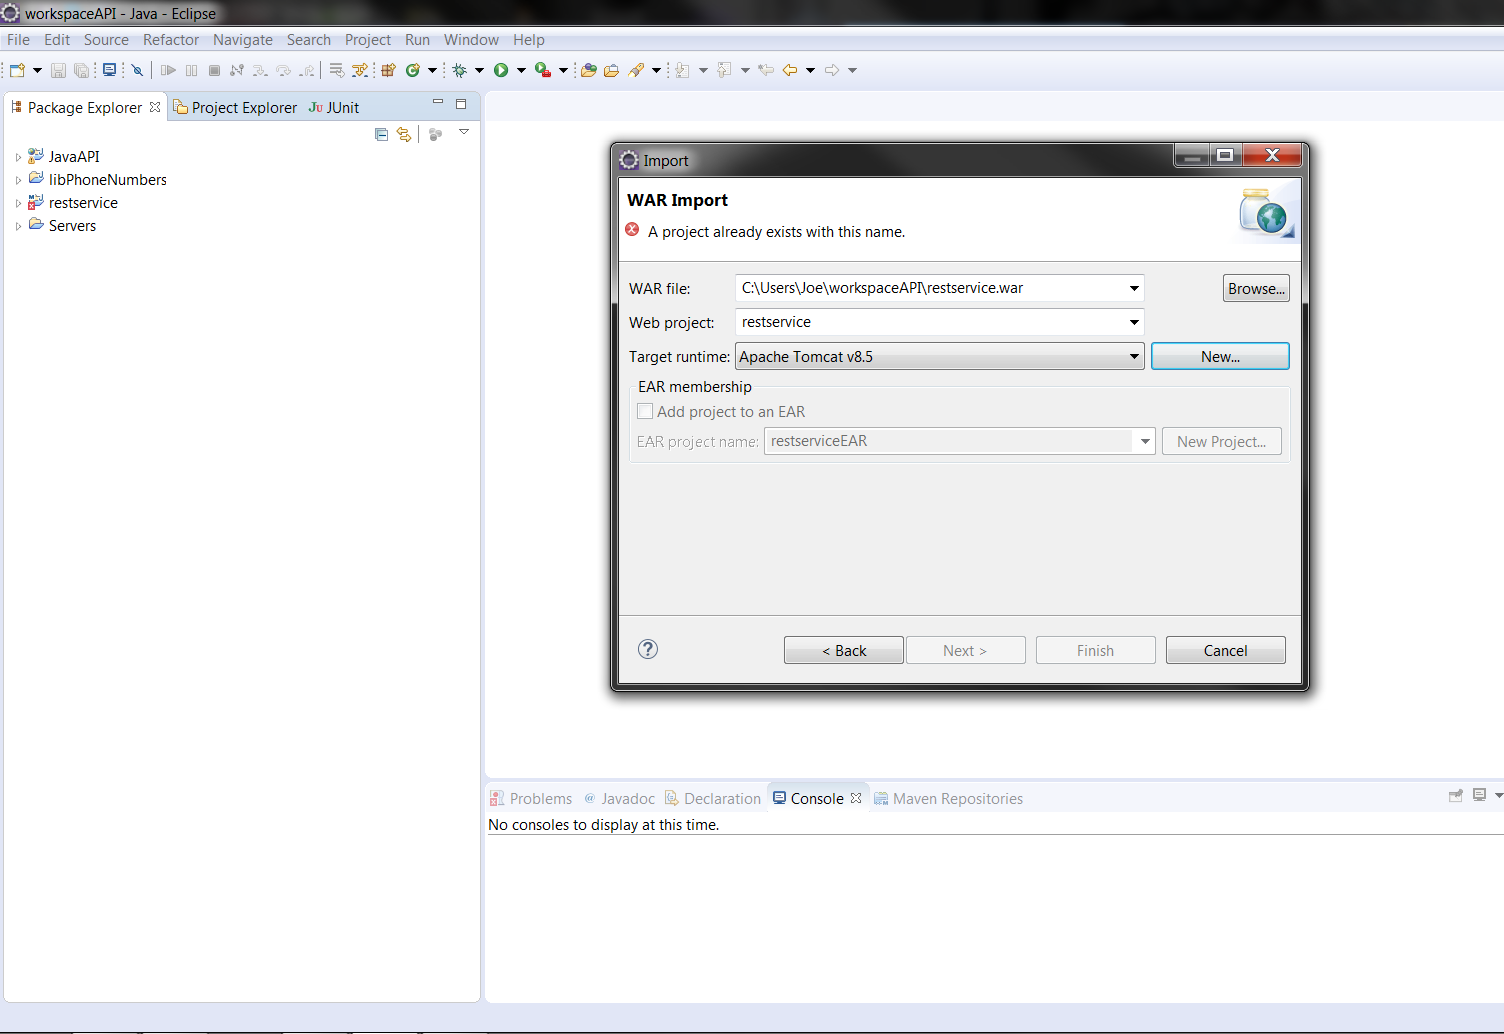 workspaceAPI - Java - Eclipse
File Edit Source Refactor Navigate Search Project Run Window Help
Package Explorer Project Explorer Ju JUnit
JavaAPI
libPhoneNumbers
restservice
Servers
Import
WAR Import
A project already exists with this name.
WAR file: C:\Users\Joe\workspaceAPI\restservice.war Browse...
Web project: restservice
Target runtime: Apache Tomcat v8.5 New...
EAR membership
Add project to an EAR
EAR project name: restserviceEAR New Project...
? < Back Next > Finish Cancel
Problems @ Javadoc Declaration Console Maven Repositories
No consoles to display at this time.